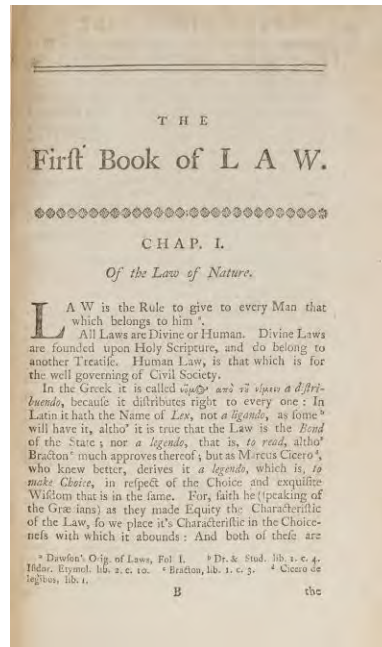 THE
Firſt Book of LAW.
CHAP. I.
Of the Law of Nature.
LAW is the Rule to give to every Man that
which belongs to him ª.
All Laws are Divine or Human. Divine Laws
are founded upon Holy Scripture, and do belong to
another Treatiſe. Human Law, is that which is for
the well governing of Civil Society.
In the Greek it is called νομⒸ ἀπὸ τῦ νέμειν a diſtri-
buendo, becauſe it diſtributes right to every one : In
Latin it hath the Name of Lex, not a ligando, as ſome ᵇ
will have it, altho' it is true that the Law is the Bond
of the State ; nor a legendo, that is, to read, altho'
Bracton ᶜ much approves thereof ; but as Marcus Cicero ᵈ,
who knew better, derives it a legendo, which is, to
make Choice, in reſpect of the Choice and exquiſite
Wiſdom that is in the ſame. For, ſaith he (ſpeaking of
the Græ ians) as they made Equity the Characteriſtic
of the Law, ſo we place it's Characteriſtic in the Choice-
neſs with which it abounds : And both of theſe are
ª Dawſon's Orig. of Laws, Fol I. ᵇ Dr. & Stud. lib. 1. c. 4.
Iſidor. Etymol. lib. 2. c. 10. ᶜ Bracton, lib. 1. c. 3. ᵈ Cicero de
legibus, lib. 1.
B the